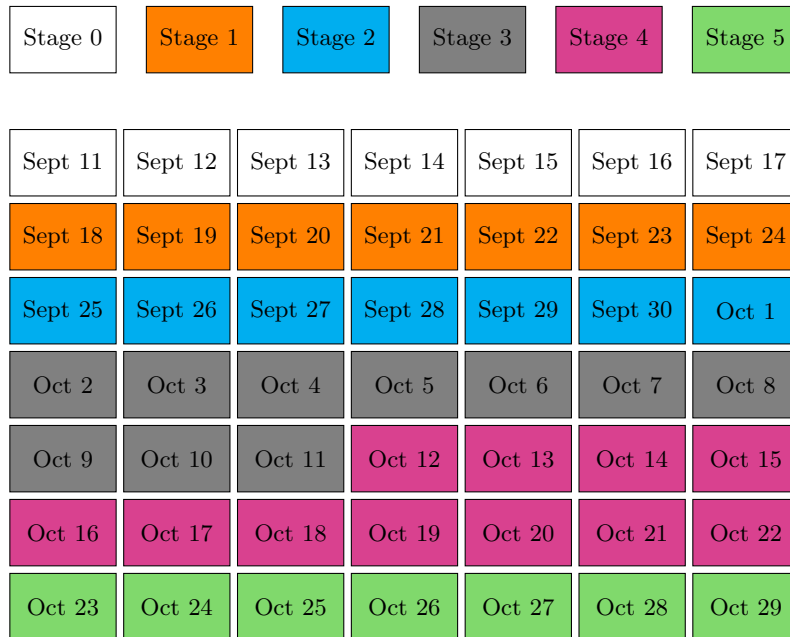 Stage 0 Stage 1 Stage 2 Stage 3 Stage 4 Stage 5
Sept 11 Sept 12 Sept 13 Sept 14 Sept 15 Sept 16 Sept 17
Sept 18 Sept 19 Sept 20 Sept 21 Sept 22 Sept 23 Sept 24
Sept 25 Sept 26 Sept 27 Sept 28 Sept 29 Sept 30 Oct 1
Oct 2 Oct 3 Oct 4 Oct 5 Oct 6 Oct 7 Oct 8
Oct 9 Oct 10 Oct 11 Oct 12 Oct 13 Oct 14 Oct 15
Oct 16 Oct 17 Oct 18 Oct 19 Oct 20 Oct 21 Oct 22
Oct 23 Oct 24 Oct 25 Oct 26 Oct 27 Oct 28 Oct 29